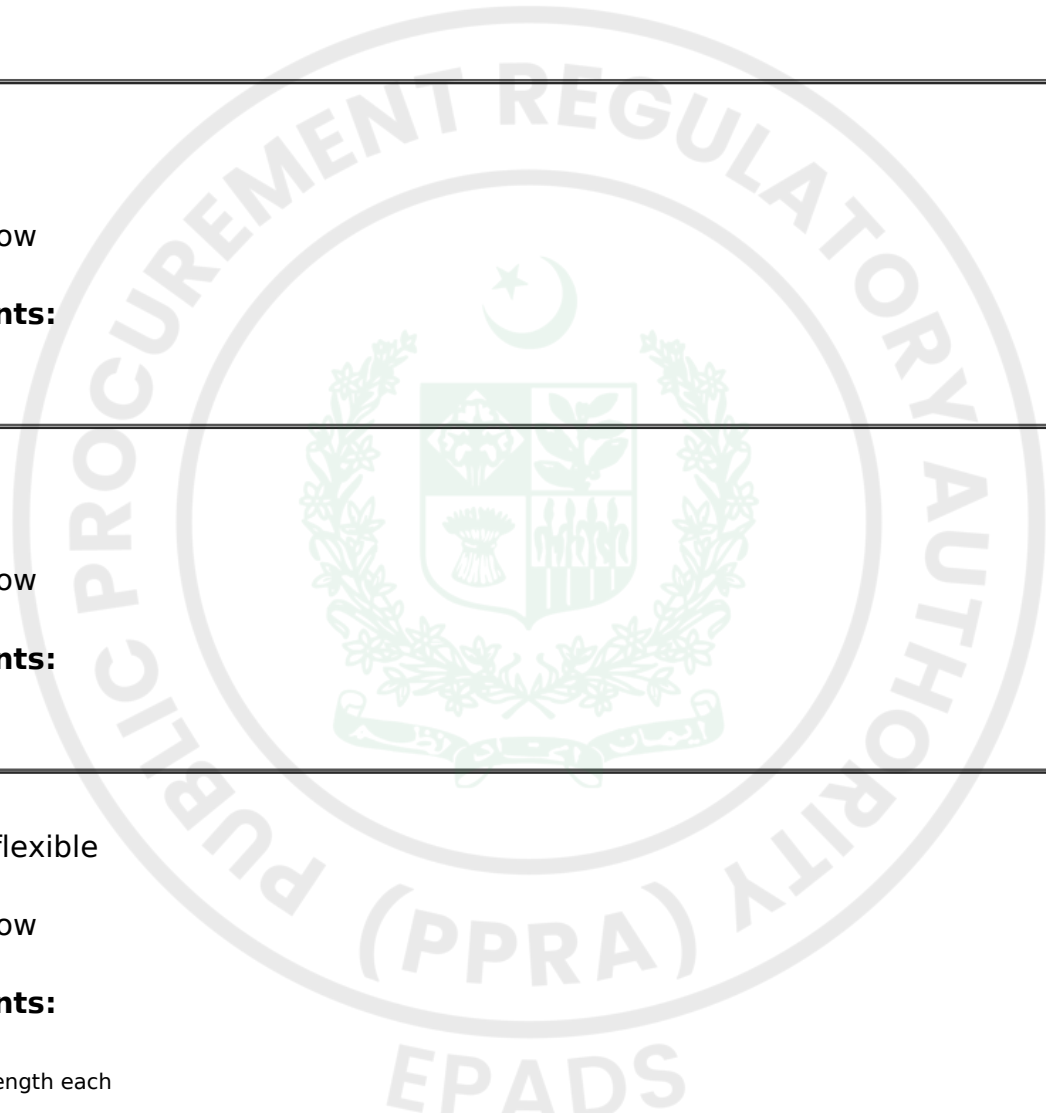 PUBLIC PROCUREMENT REGULATORY AUTHORITY
ow
nts:
ow
nts:
flexible
ow
(PPRA)
nts:
ength each
EPADS